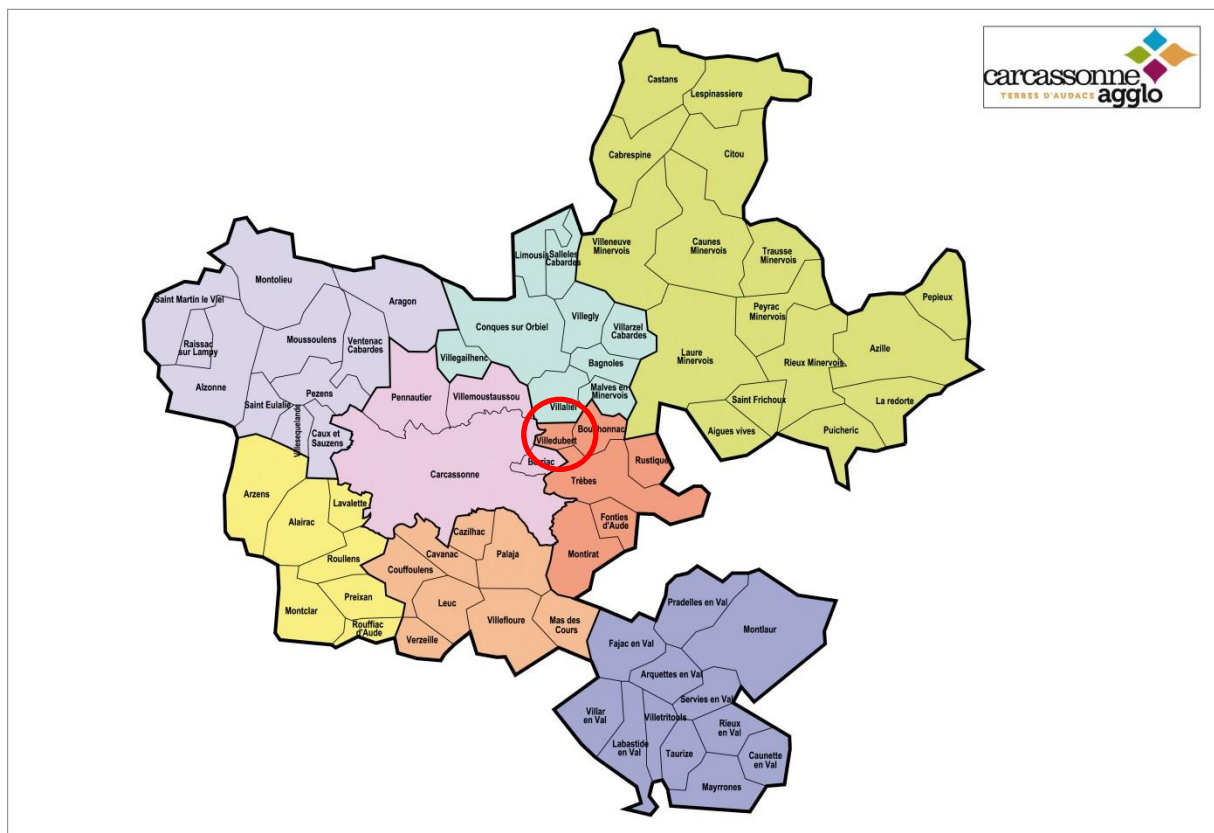 carcassonne
TERRES D'AUDACE agglo
Castans
Lespinassiere
Cabrespine
Citou
Villeneuve
Minervois
Caunes
Minervois
Trausse
Minervois
Limousis
Salleles
Cabardes
Montolieu
Saint Martin le Viel
Aragon
Pepieux
Peyrac
Minervois
Villegly
Conques sur Orbiel
Villarzel
Cabardes
Moussoulens
Ventenac
Cabardes
Raissac
sur Lampy
Azille
Laure
Minervois
Rieux Minervois
Villegailhenc
Bagnoles
Alzonne
Pezens
Pennautier
Villemoustaussou
Malves en
Minervois
Saint Frichoux
La redorte
Saint Eulalie
Villalier
Puicheric
Aigues vives
Villesequelande
Caux et
Sauzens
Villedubert
Bouilhonnac
Berriac
Rustique
Carcassonne
Trèbes
Arzens
Lavalette
Alairac
Fonties
d'Aude
Cazilhac
Cavanac
Palaja
Montirat
Roullens
Couffoulens
Preixan
Montclar
Leuc
Rouffiac
d'Aude
Villefloure
Mas des
Cours
Verzeille
Pradelles en Val
Montlaur
Fajac en Val
Arquettes en Val
Servies en Val
Villar
en Val
Villetritools
Rieux
en Val
Labastide
en Val
Taurize
Caunette
en Val
Mayrrones